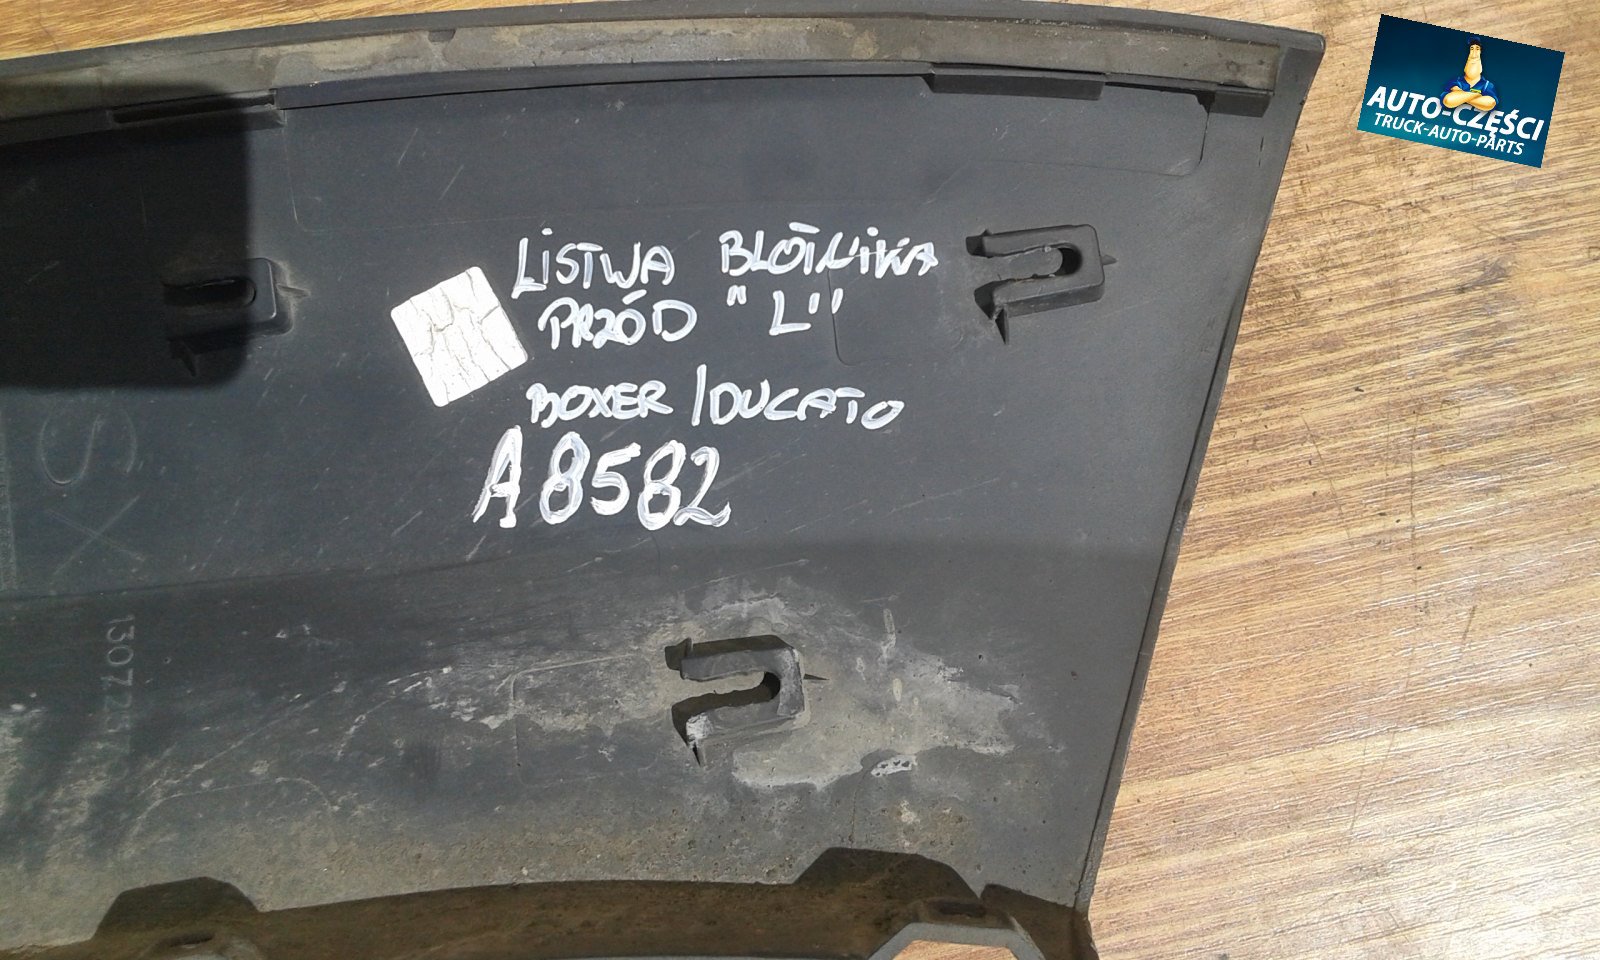 AUTO-CZĘŚCI
TRUCK-AUTO-PARTS
LISTWA BŁOTNIKA
PRZÓD "L"
BOXER/DUCATO
A8582